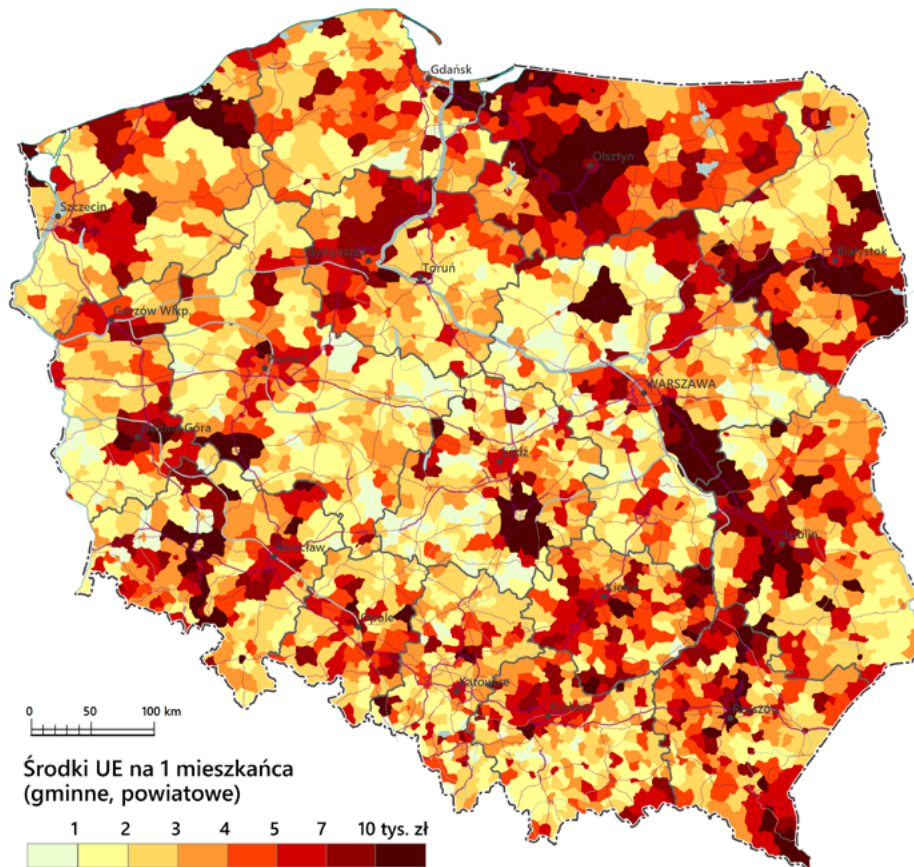 Gdańsk
Olsztyn
Szczecin
Bydgoszcz
Białystok
Toruń
Gorzów Wlkp.
Poznań
WARSZAWA
Zielona Góra
Łódź
Lublin
Wrocław
Kielce
Opole
Katowice
Kraków
Rzeszów
0 50 100 km
Środki UE na 1 mieszkańca
(gminne, powiatowe)
1 2 3 4 5 7 10 tys. zł